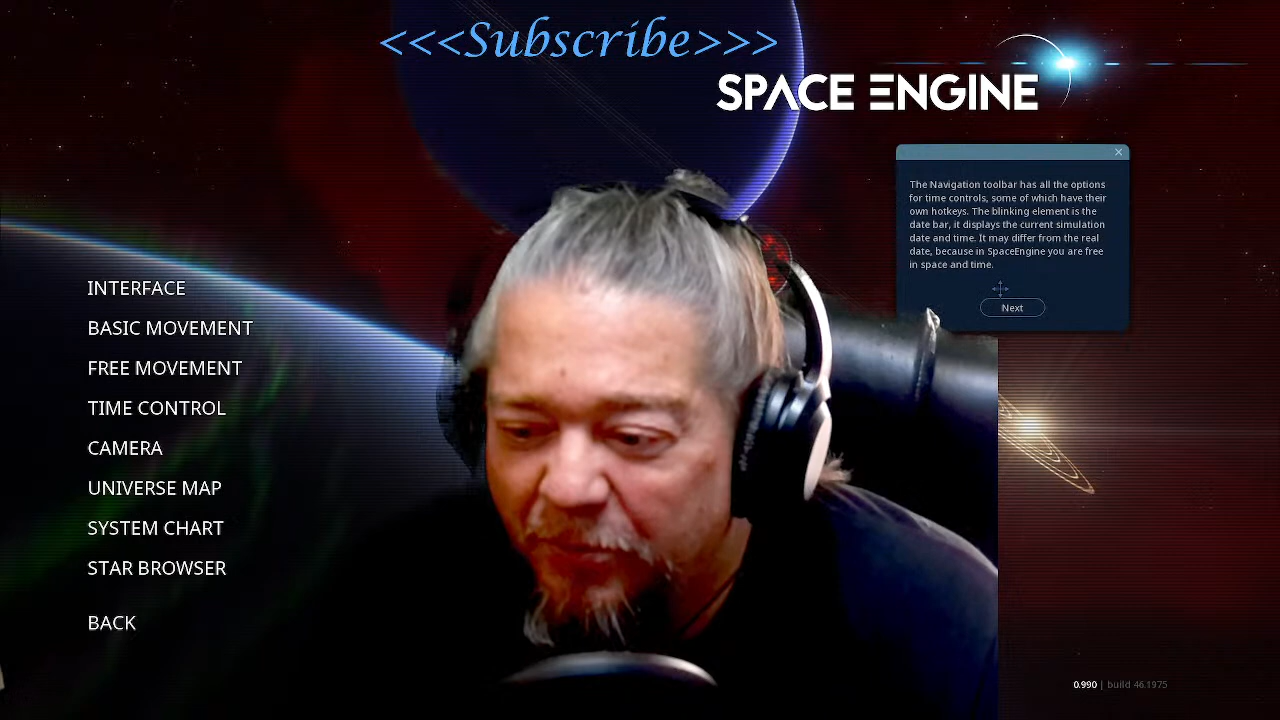 <<<Subscribe>>>
SPACE ENGINE
The Navigation toolbar has all the options
for time controls, some of which have their
own hotkeys. The blinking element is the
date bar, it displays the current simulation
date and time. It may differ from the real
date, because in SpaceEngine you are free
in space and time.
Next
INTERFACE
BASIC MOVEMENT
FREE MOVEMENT
TIME CONTROL
CAMERA
UNIVERSE MAP
SYSTEM CHART
STAR BROWSER
BACK
0.990 | build 46.1975